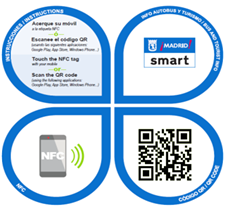 INSTRUCCIONES / INSTRUCTIONS
Acerque su móvil
a la etiqueta NFC
Escanee el código QR
(usando las siguientes aplicaciones:
Google Play, App Store, Windows Phone...)
Touch the NFC tag
with your mobile
Scan the QR code
(using the following applications:
Google Play, App Store, Windows Phone...)
INFO AUTOBUS Y TURISMO / BUS AND TOURIST INFO
¡MADRID!
smart
NFC
NFC
CÓDIGO QR / QR CODE